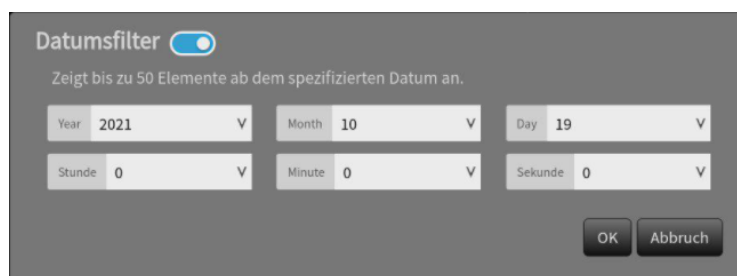 Datumsfilter
Zeigt bis zu 50 Elemente ab dem spezifizierten Datum an.
Year 2021 Month 10 Day 19
Stunde 0 Minute 0 Sekunde 0
OK Abbruch